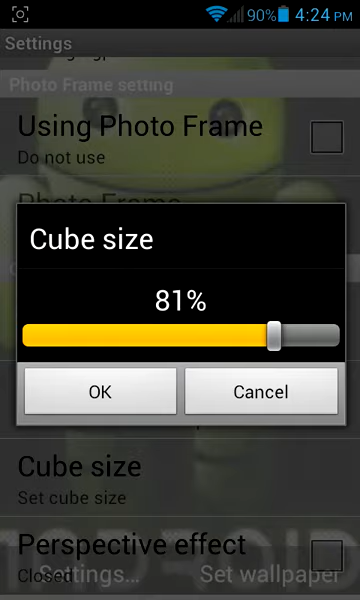 90% 4:24 PM
Settings
Photo Frame setting
Using Photo Frame
Do not use
Photo Frame
Cube size
81%
OK Cancel
Cube size
Set cube size
Perspective effect
Closed
Settings... Set wallpaper